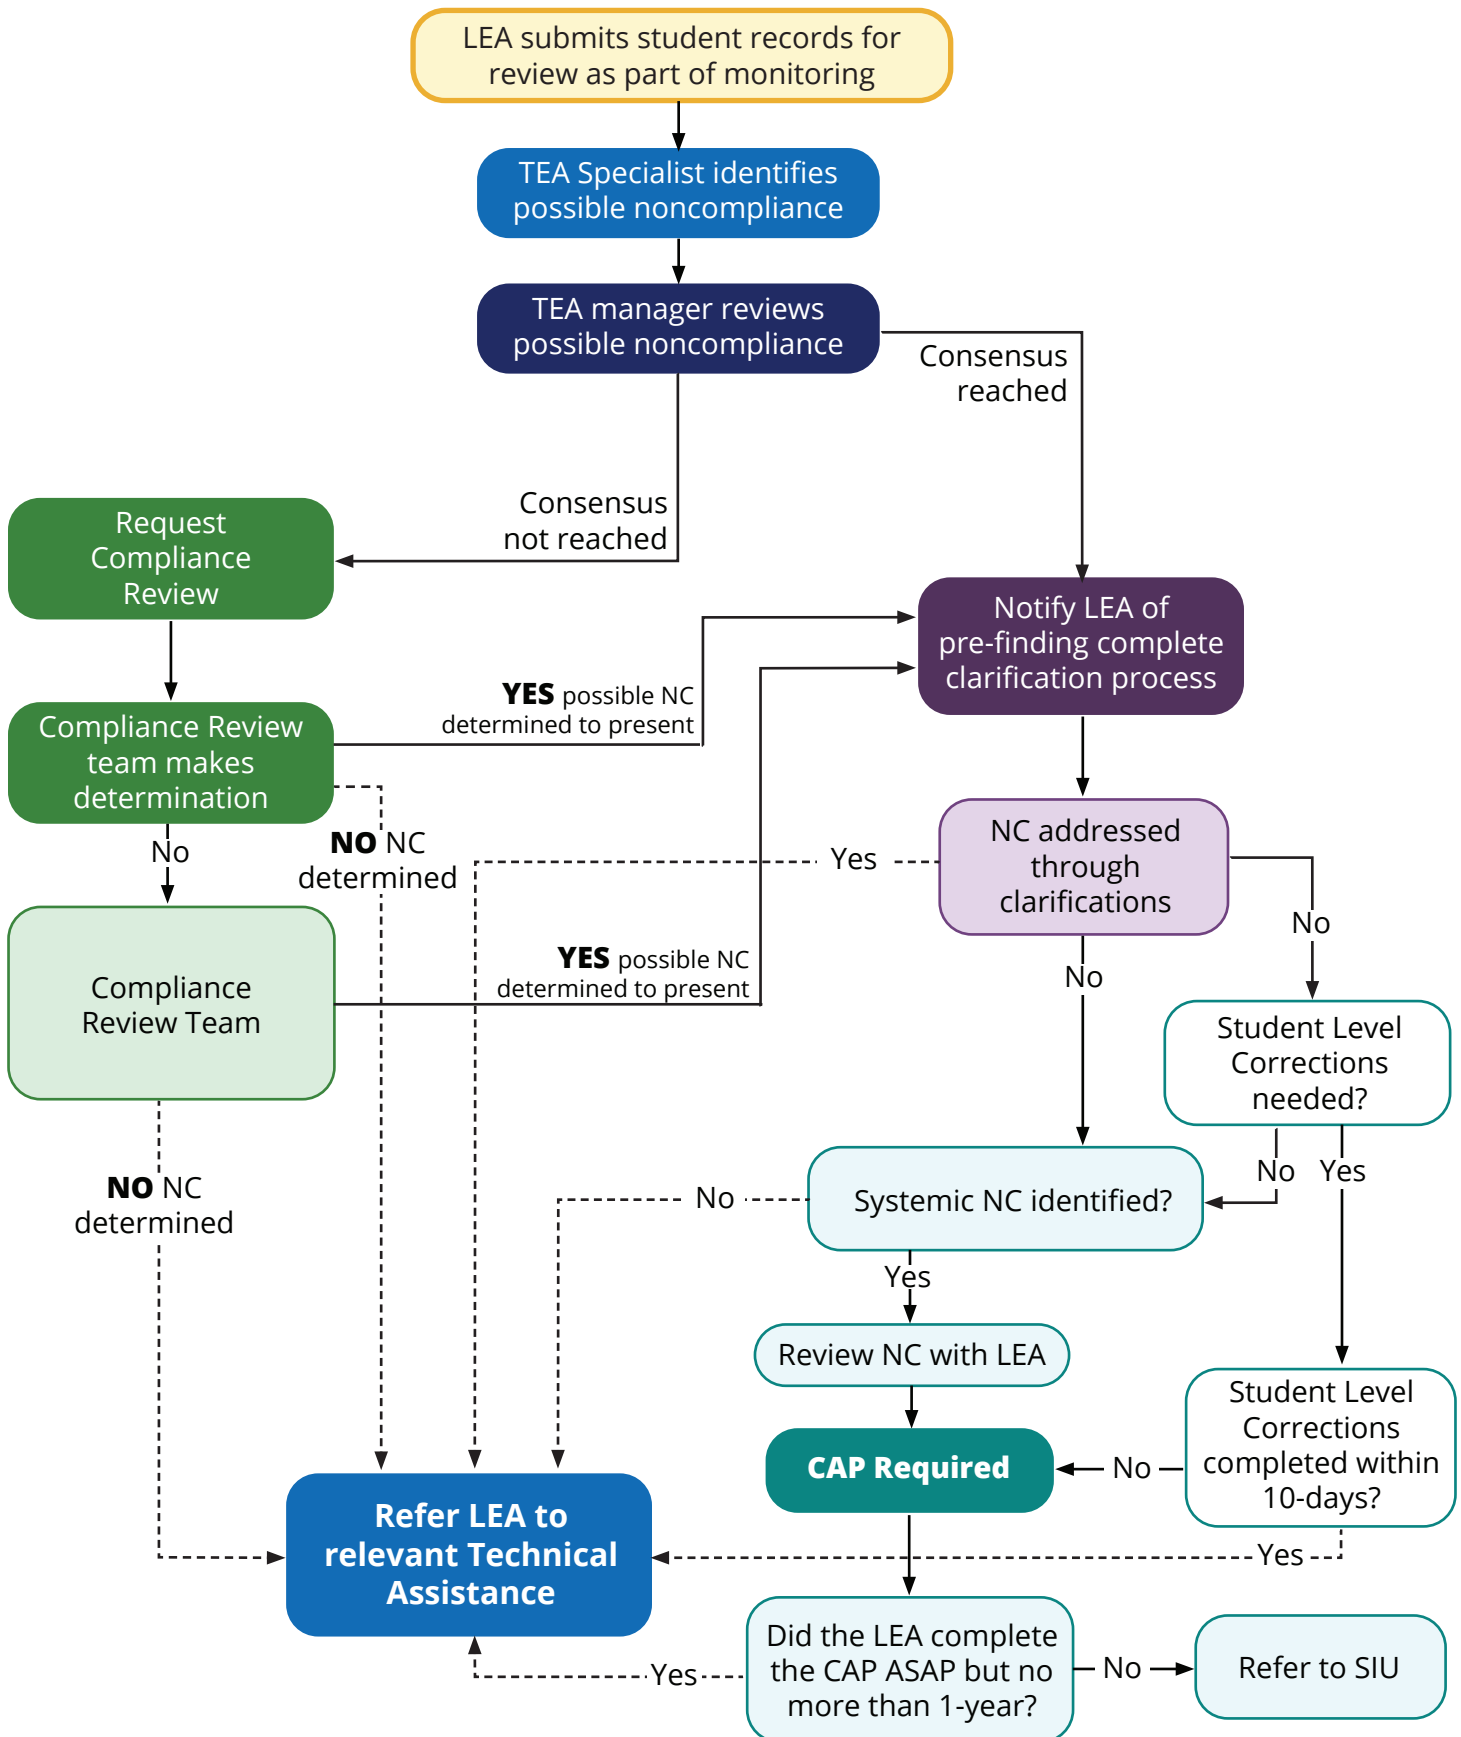 LEA submits student records for
review as part of monitoring
TEA Specialist identifies
possible noncompliance
TEA manager reviews
possible noncompliance
Consensus
reached
Consensus
not reached
Request
Compliance
Review
Notify LEA of
pre-finding complete
clarification process
YES possible NC
determined to present
Compliance Review
team makes
determination
NO NC
determined
No
NC addressed
through
clarifications
Yes
No
No
YES possible NC
determined to present
Compliance
Review Team
Student Level
Corrections
needed?
No
Yes
NO NC
determined
Systemic NC identified?
No
Yes
Review NC with LEA
Student Level
Corrections
completed within
10-days?
CAP Required
No
Refer LEA to
relevant Technical
Assistance
Yes
Did the LEA complete
the CAP ASAP but no
more than 1-year?
Yes
No
Refer to SIU